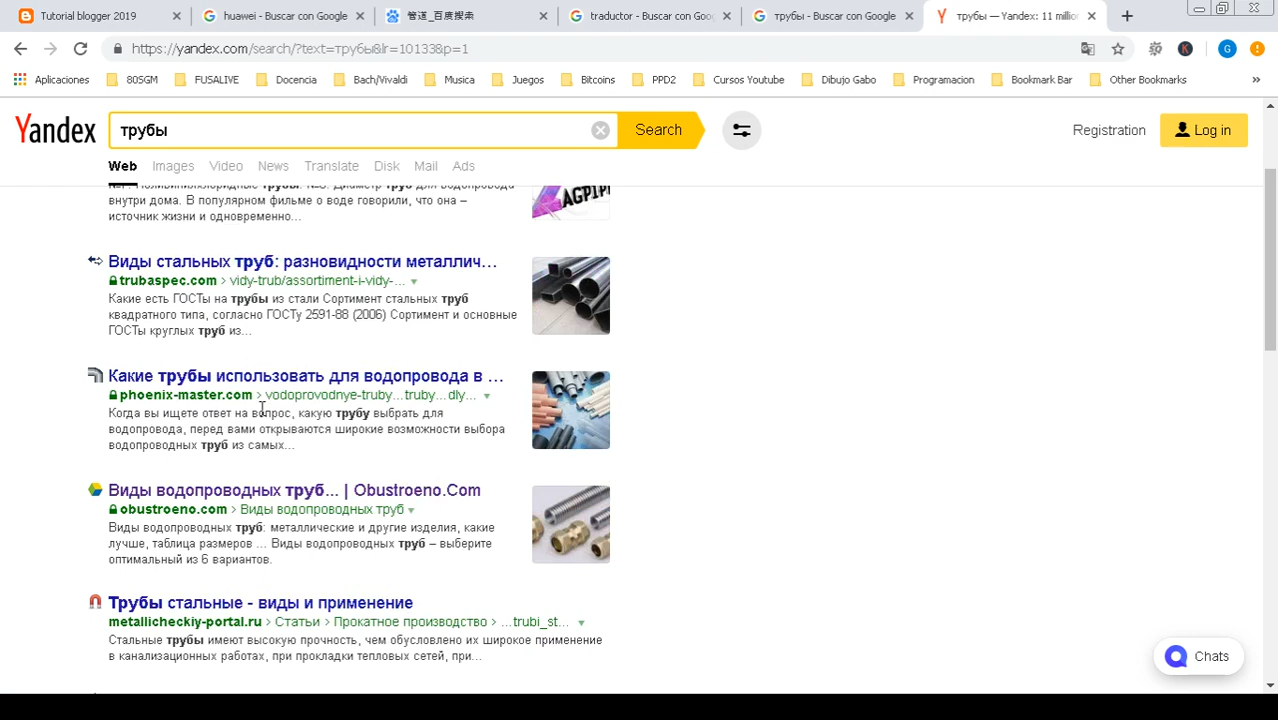 Tutorial blogger 2019
huawei - Buscar con Google
管道_百度搜索
traductor - Buscar con Goo
трубы - Buscar con Google
трубы — Yandex: 11 millio
https://yandex.com/search/?text=трубы&lr=10133&p=1
G
Aplicaciones
80SGM
FUSALIVE
Docencia
Bach/Vivaldi
Musica
Juegos
Bitcoins
PPD2
Cursos Youtube
Dibujo Gabo
Programacion
Bookmark Bar
Other Bookmarks
»
Yandex
трубы
Search
Registration
Log in
Web Images Video News Translate Disk Mail Ads
№7. Поливинилхлоридные трубы. №8. Диаметр труб для водопровода
внутри дома. В популярном фильме о воде говорили, что она –
источник жизни и одновременно...
AGPIPE
Виды стальных труб: разновидности металлич...
trubaspec.com › vidy-trub/assortiment-i-vidy-...
Какие есть ГОСТы на трубы из стали Сортимент стальных труб
квадратного типа, согласно ГОСТу 2591-88 (2006) Сортимент и основные
ГОСТы круглых труб из...
Какие трубы использовать для водопровода в ...
phoenix-master.com › vodoprovodnye-truby...truby...dly...
Когда вы ищете ответ на вопрос, какую трубу выбрать для
водопровода, перед вами открываются широкие возможности выбора
водопроводных труб из самых...
Виды водопроводных труб... | Obustroeno.Com
obustroeno.com › Виды водопроводных труб
Виды водопроводных труб: металлические и другие изделия, какие
лучше, таблица размеров ... Виды водопроводных труб – выберите
оптимальный из 6 вариантов.
Трубы стальные - виды и применение
metallicheckiy-portal.ru › Статьи › Прокатное производство › ...trubi_st...
Стальные трубы имеют высокую прочность, чем обусловлено их широкое применение
в канализационных работах, при прокладки тепловых сетей, при...
Chats